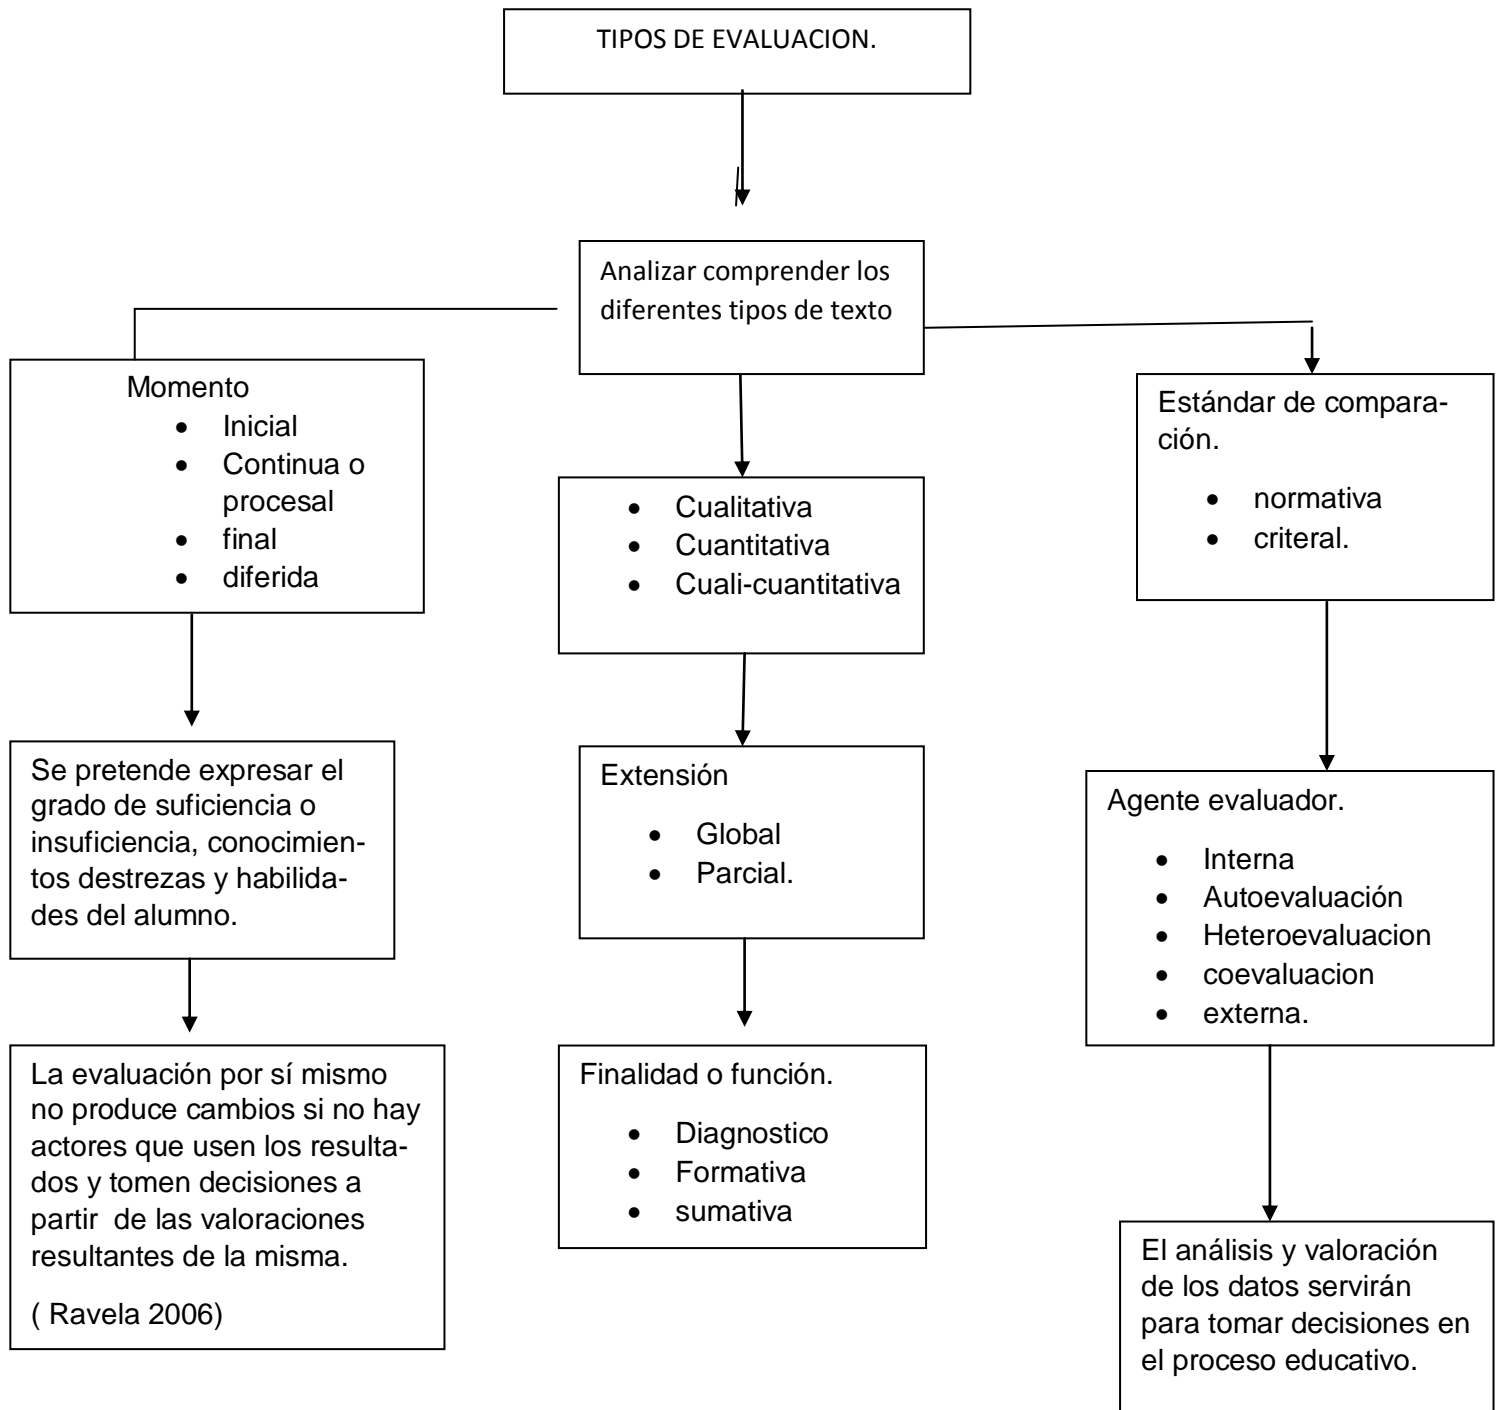 TIPOS DE EVALUACION.
Analizar comprender los
diferentes tipos de texto
Momento
• Inicial
• Continua o
procesal
• final
• diferida
Se pretende expresar el
grado de suficiencia o
insuficiencia, conocimien-
tos destrezas y habilida-
des del alumno.
La evaluación por sí mismo
no produce cambios si no hay
actores que usen los resulta-
dos y tomen decisiones a
partir de las valoraciones
resultantes de la misma.
( Ravela 2006)
• Cualitativa
• Cuantitativa
• Cuali-cuantitativa
Extensión
• Global
• Parcial.
Finalidad o función.
• Diagnostico
• Formativa
• sumativa
Estándar de compara-
ción.
• normativa
• criteral.
Agente evaluador.
• Interna
• Autoevaluación
• Heteroevaluacion
• coevaluacion
• externa.
El análisis y valoración
de los datos servirán
para tomar decisiones en
el proceso educativo.